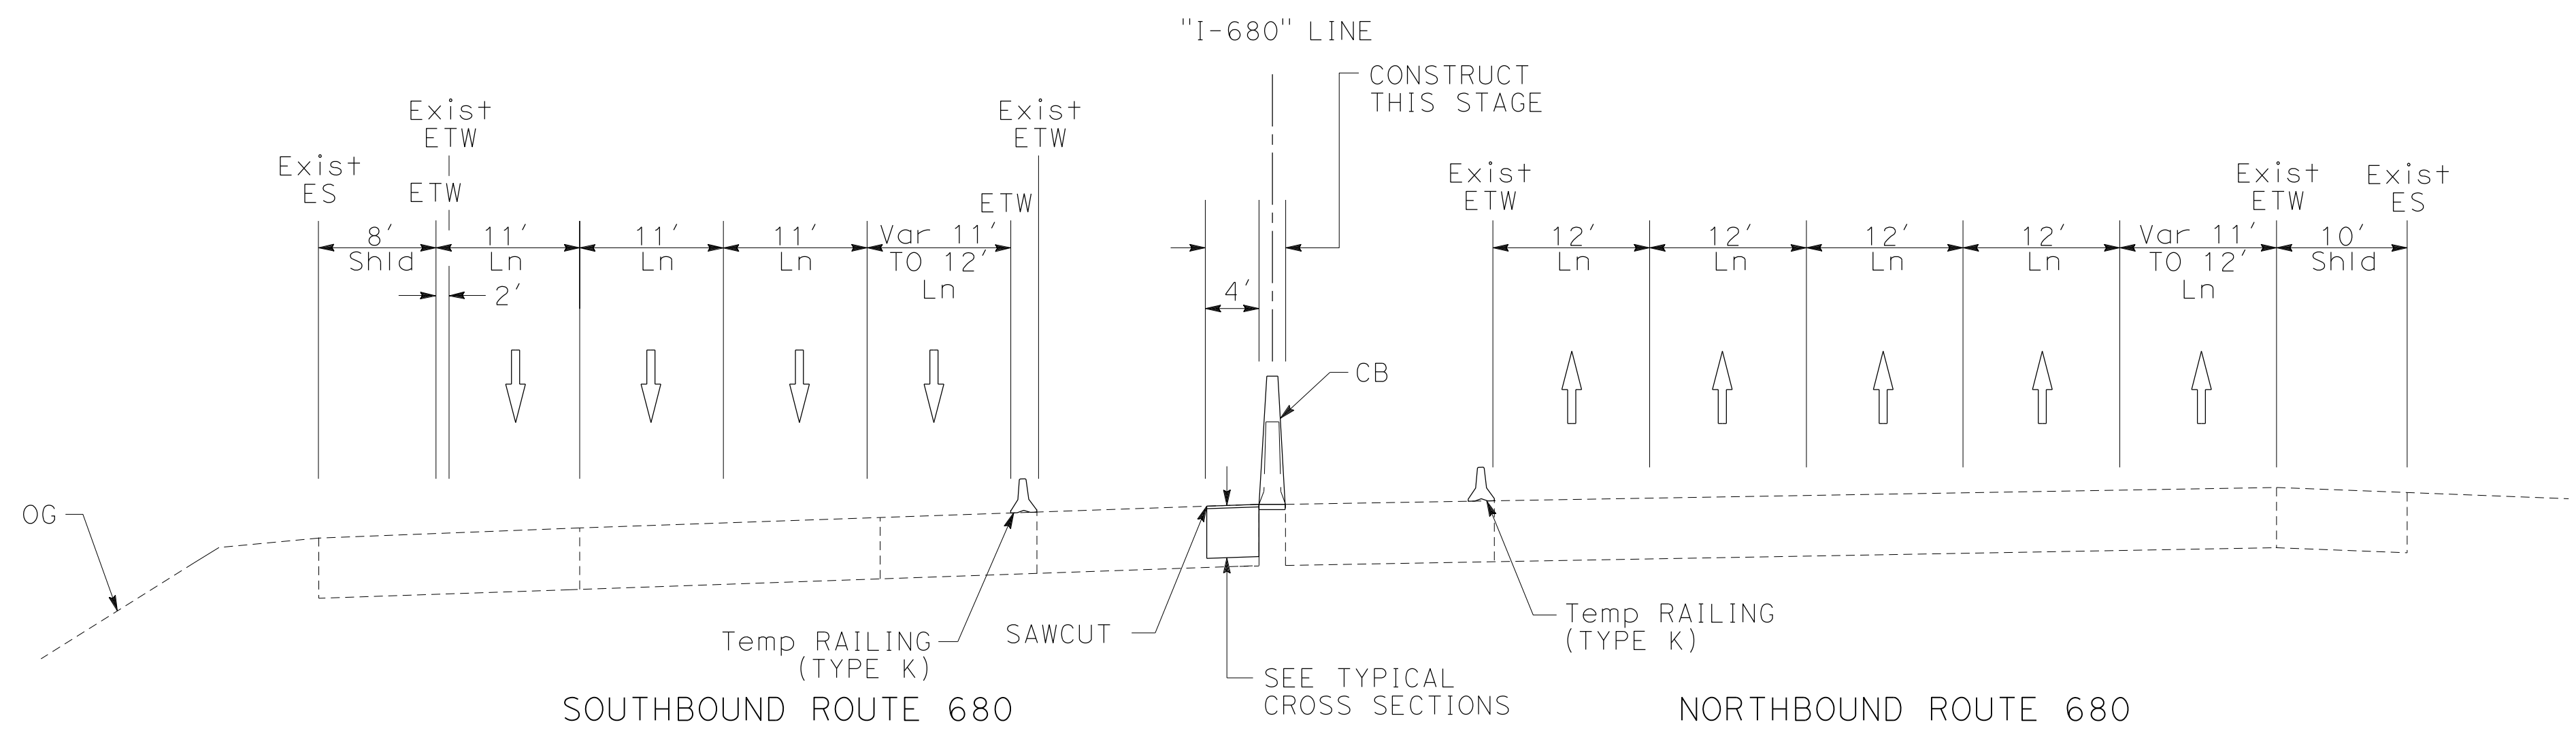 "I-680" LINE
CONSTRUCT
THIS STAGE
Exist
ETW
Exist
ES
ETW
Exist
ETW
ETW
Exist
ETW
Exist
ETW
Exist
ES
8'
Shld
11'
Ln
11'
Ln
11'
Ln
Var 11'
TO 12'
Ln
2'
4'
12'
Ln
12'
Ln
12'
Ln
12'
Ln
Var 11'
TO 12'
Ln
10'
Shld
CB
OG
Temp RAILING
(TYPE K)
SAWCUT
SEE TYPICAL
CROSS SECTIONS
Temp RAILING
(TYPE K)
SOUTHBOUND ROUTE 680
NORTHBOUND ROUTE 680